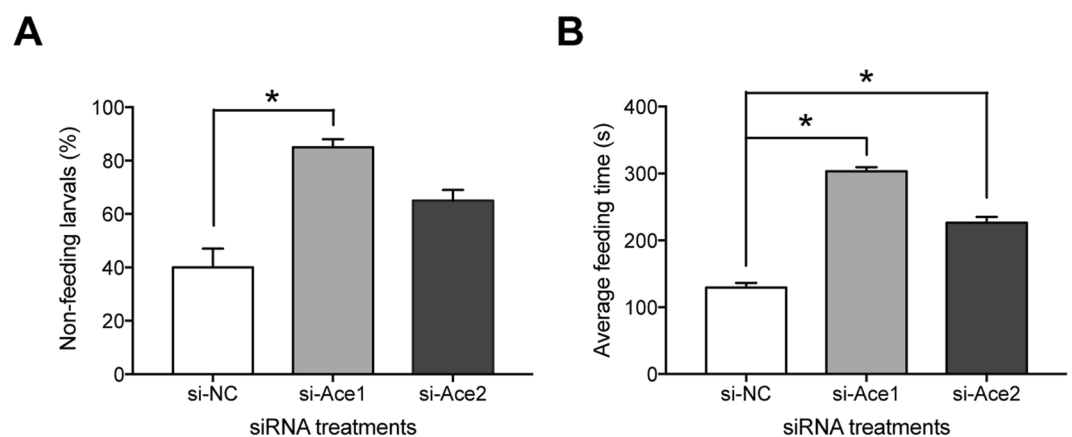 A
B
*
*
*
Non-feeding larvals (%)
100
80
60
40
20
0
si-NC si-Ace1 si-Ace2
siRNA treatments
Average feeding time (s)
400
300
200
100
0
si-NC si-Ace1 si-Ace2
siRNA treatments